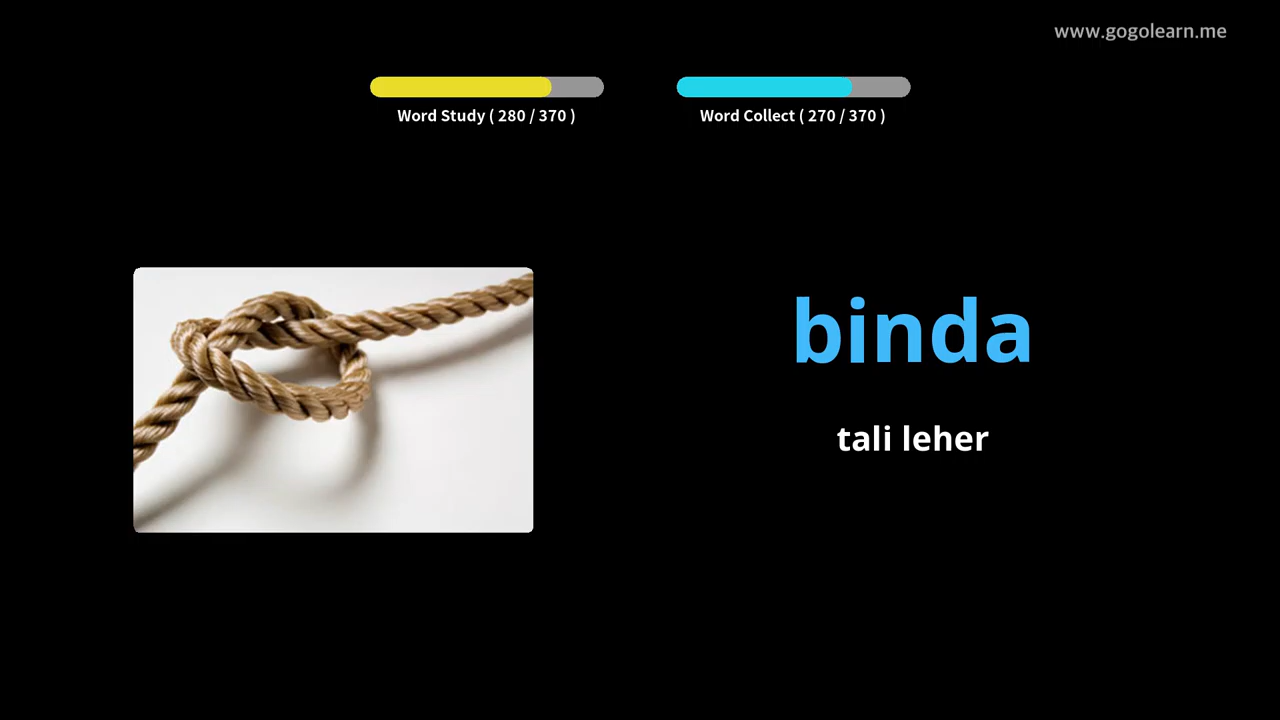 www.gogolearn.me
Word Study ( 280 / 370 )
Word Collect ( 270 / 370 )
binda
tali leher